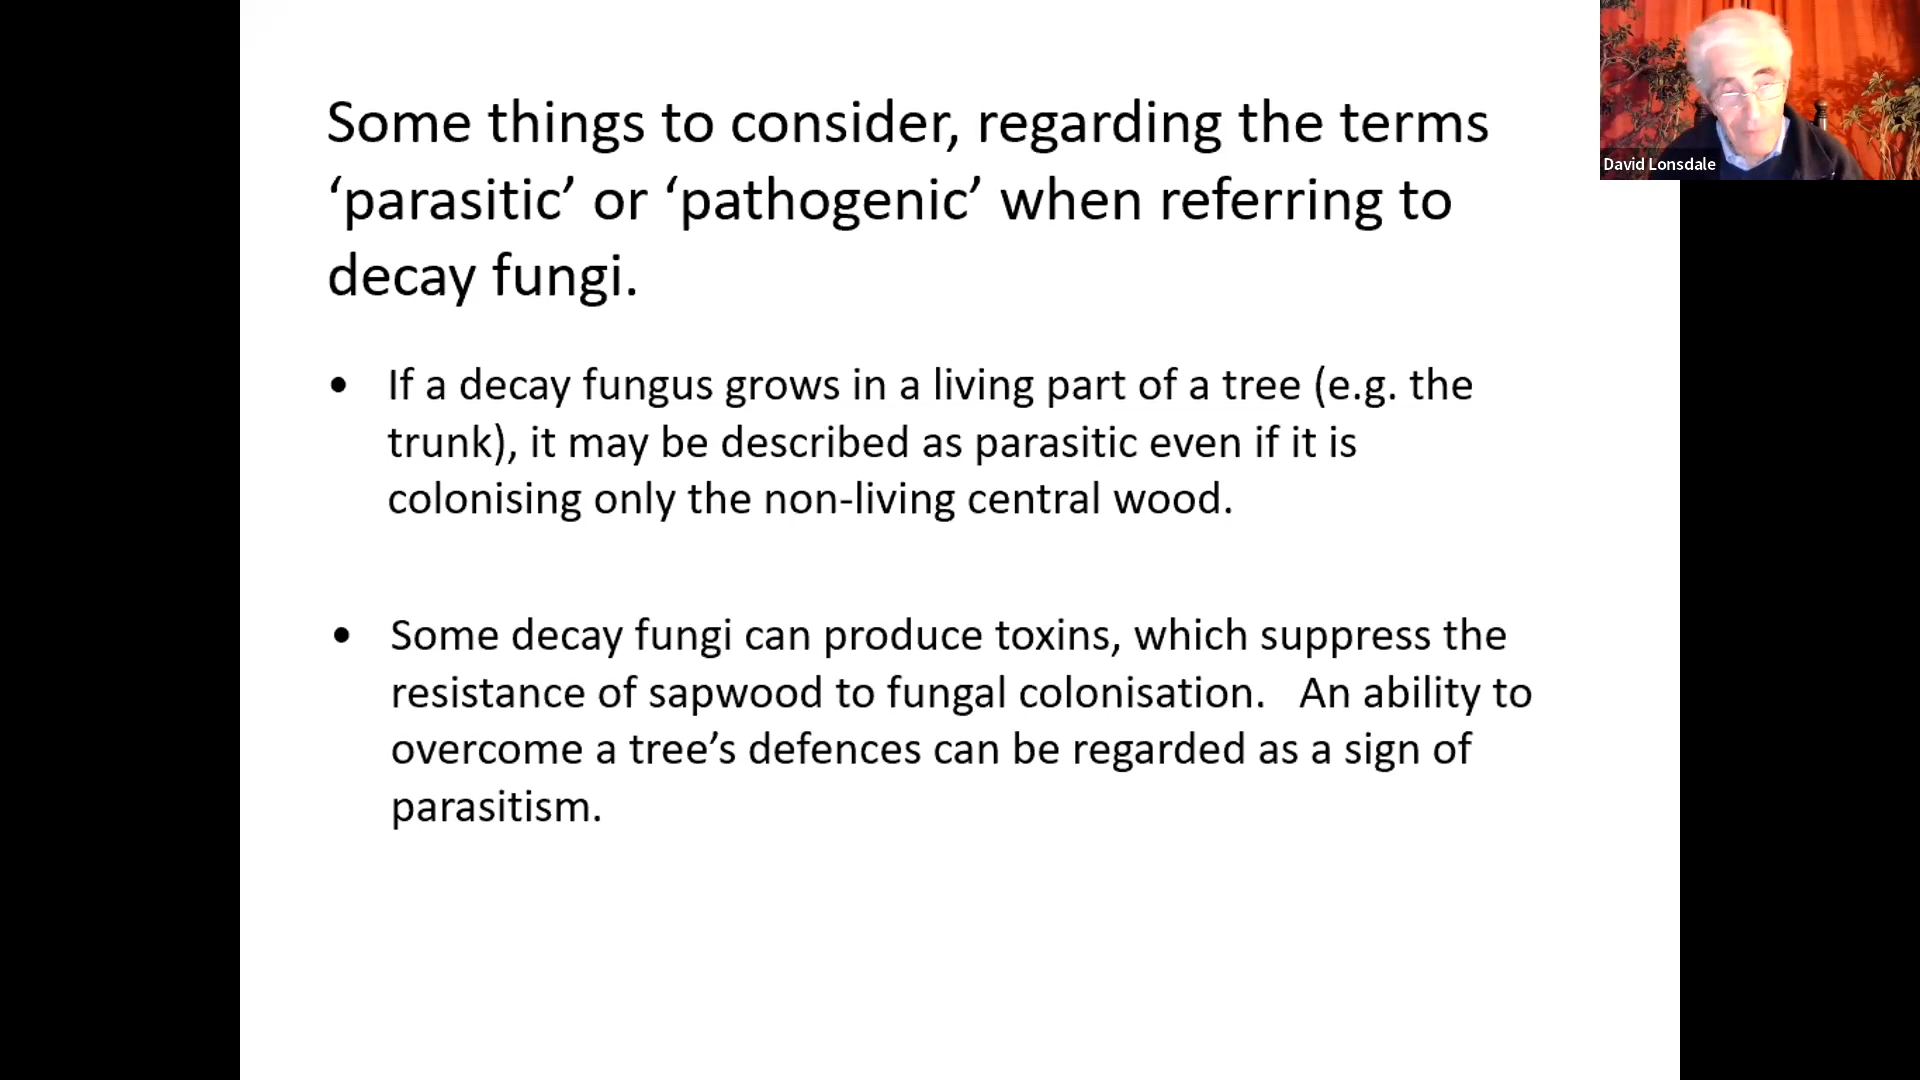 Some things to consider, regarding the terms
‘parasitic’ or ‘pathogenic’ when referring to
decay fungi.
• If a decay fungus grows in a living part of a tree (e.g. the
trunk), it may be described as parasitic even if it is
colonising only the non-living central wood.
• Some decay fungi can produce toxins, which suppress the
resistance of sapwood to fungal colonisation.   An ability to
overcome a tree’s defences can be regarded as a sign of
parasitism.
David Lonsdale